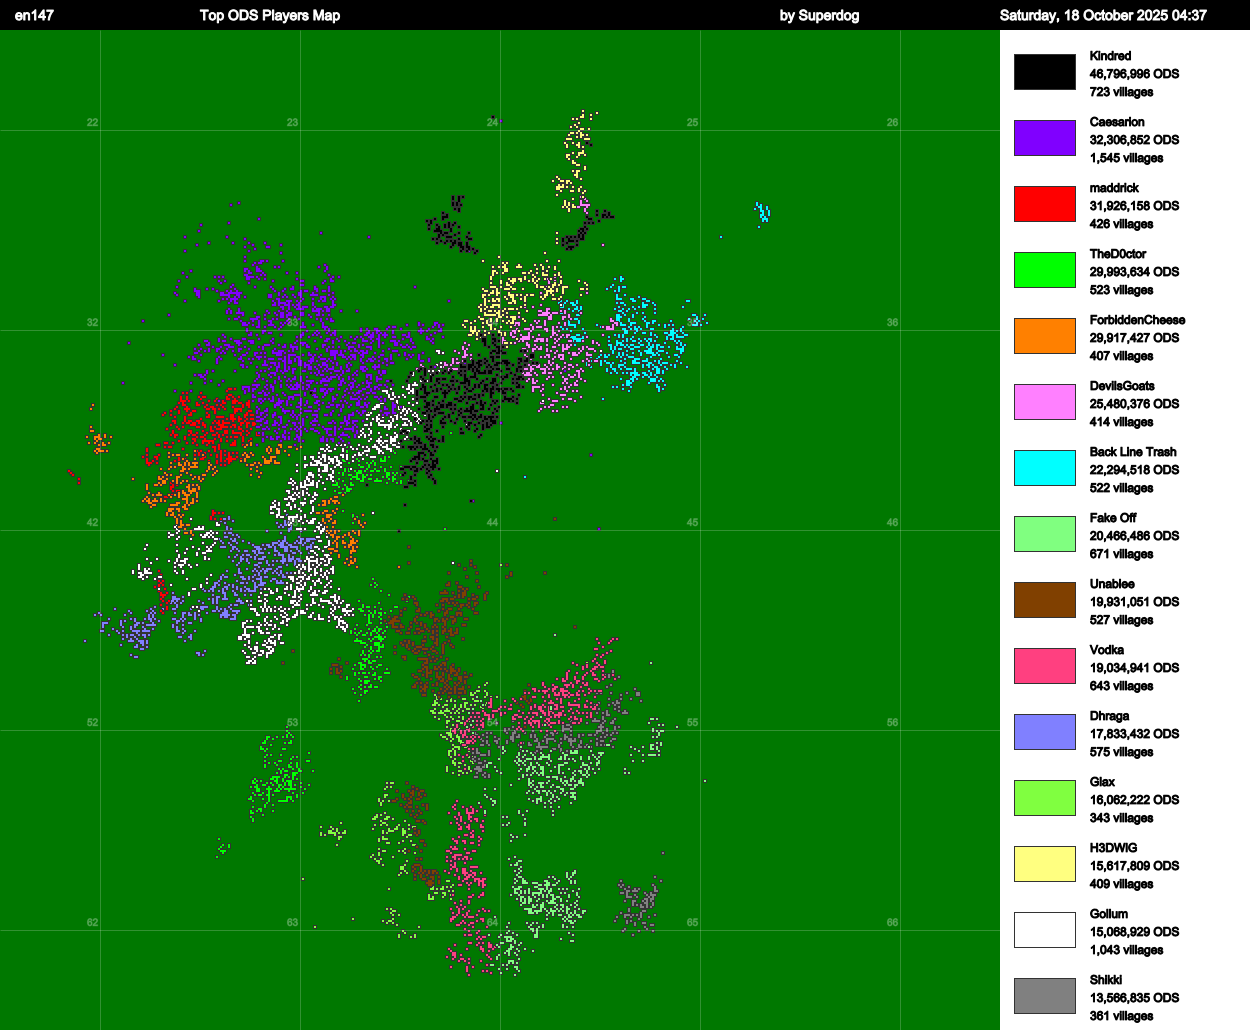 en147 Top ODS Players Map by Superdog Saturday, 18 October 2025 04:37
Kindred
46,796,996 ODS
723 villages
Caesarion
32,306,852 ODS
1,545 villages
maddrick
31,926,158 ODS
426 villages
TheD0ctor
29,993,634 ODS
523 villages
ForbiddenCheese
29,917,427 ODS
407 villages
DevilsGoats
25,480,376 ODS
414 villages
Back Line Trash
22,294,518 ODS
522 villages
Fake Off
20,466,486 ODS
671 villages
Unablee
19,931,051 ODS
527 villages
Vodka
19,034,941 ODS
643 villages
Dhraga
17,833,432 ODS
575 villages
Glax
16,062,222 ODS
343 villages
H3DWIG
15,617,809 ODS
409 villages
Gollum
15,068,929 ODS
1,043 villages
Shikki
13,566,835 ODS
361 villages
22 23 24 25 26
32 33 36
42 44 45 46
52 53 54 55 56
62 63 64 65 66